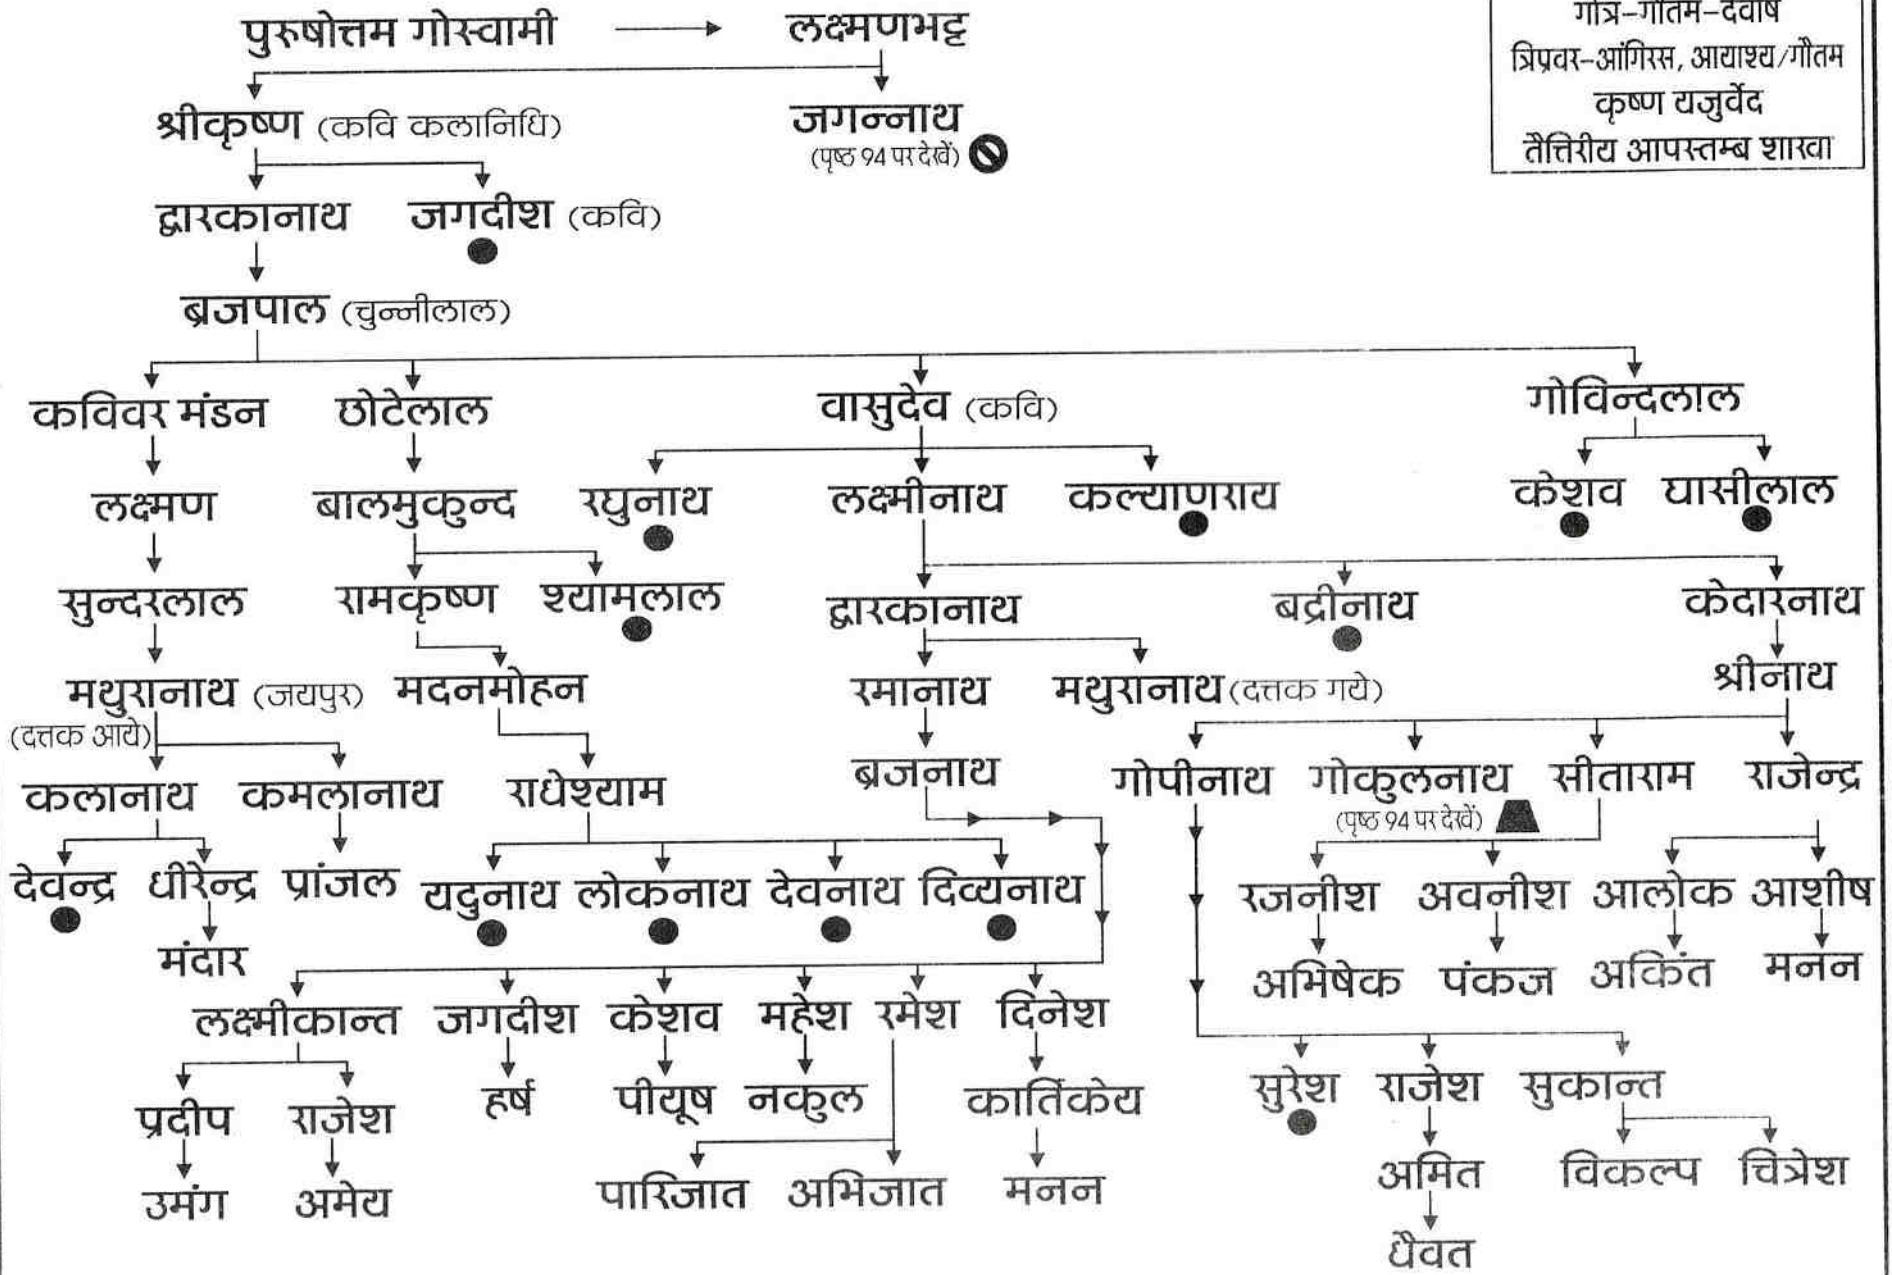 पुरुषोत्तम गोस्वामी लक्ष्मणभट्ट
गोत्र-गौतम-देवर्षि
त्रिप्रवर-आंगिरस, आयाश्य/गौतम
कृष्ण यजुर्वेद
तैत्तिरीय आपस्तम्ब शाखा
श्रीकृष्ण (कवि कलानिधि) जगन्नाथ
(पृष्ठ 94 पर देखें)
द्वारकानाथ जगदीश (कवि)
ब्रजपाल (चुन्नीलाल)
कविवर मंडन छोटेलाल वासुदेव (कवि) गोविन्दलाल
लक्ष्मण बालमुकुन्द रघुनाथ लक्ष्मीनाथ कल्याणराय केशव घासीलाल
सुन्दरलाल रामकृष्ण श्यामलाल द्वारकानाथ बद्रीनाथ केदारनाथ
मथुरानाथ (जयपुर) मदनमोहन रमानाथ मथुरानाथ (दत्तक गये) श्रीनाथ
(दत्तक आये)
कलानाथ कमलानाथ राधेश्याम ब्रजनाथ गोपीनाथ गोकुलनाथ सीताराम राजेन्द्र
(पृष्ठ 94 पर देखें)
देवन्द्र धीरेन्द्र प्रांजल यदुनाथ लोकनाथ देवनाथ दिव्यनाथ रजनीश अवनीश आलोक आशीष
मंदार अभिषेक पंकज अकिंत मनन
लक्ष्मीकान्त जगदीश केशव महेश रमेश दिनेश
प्रदीप राजेश हर्ष पीयूष नकुल कार्तिकेय सुरेश राजेश सुकान्त
उमंग अमेय पारिजात अभिजात मनन अमित विकल्प चित्रेश
धैवत